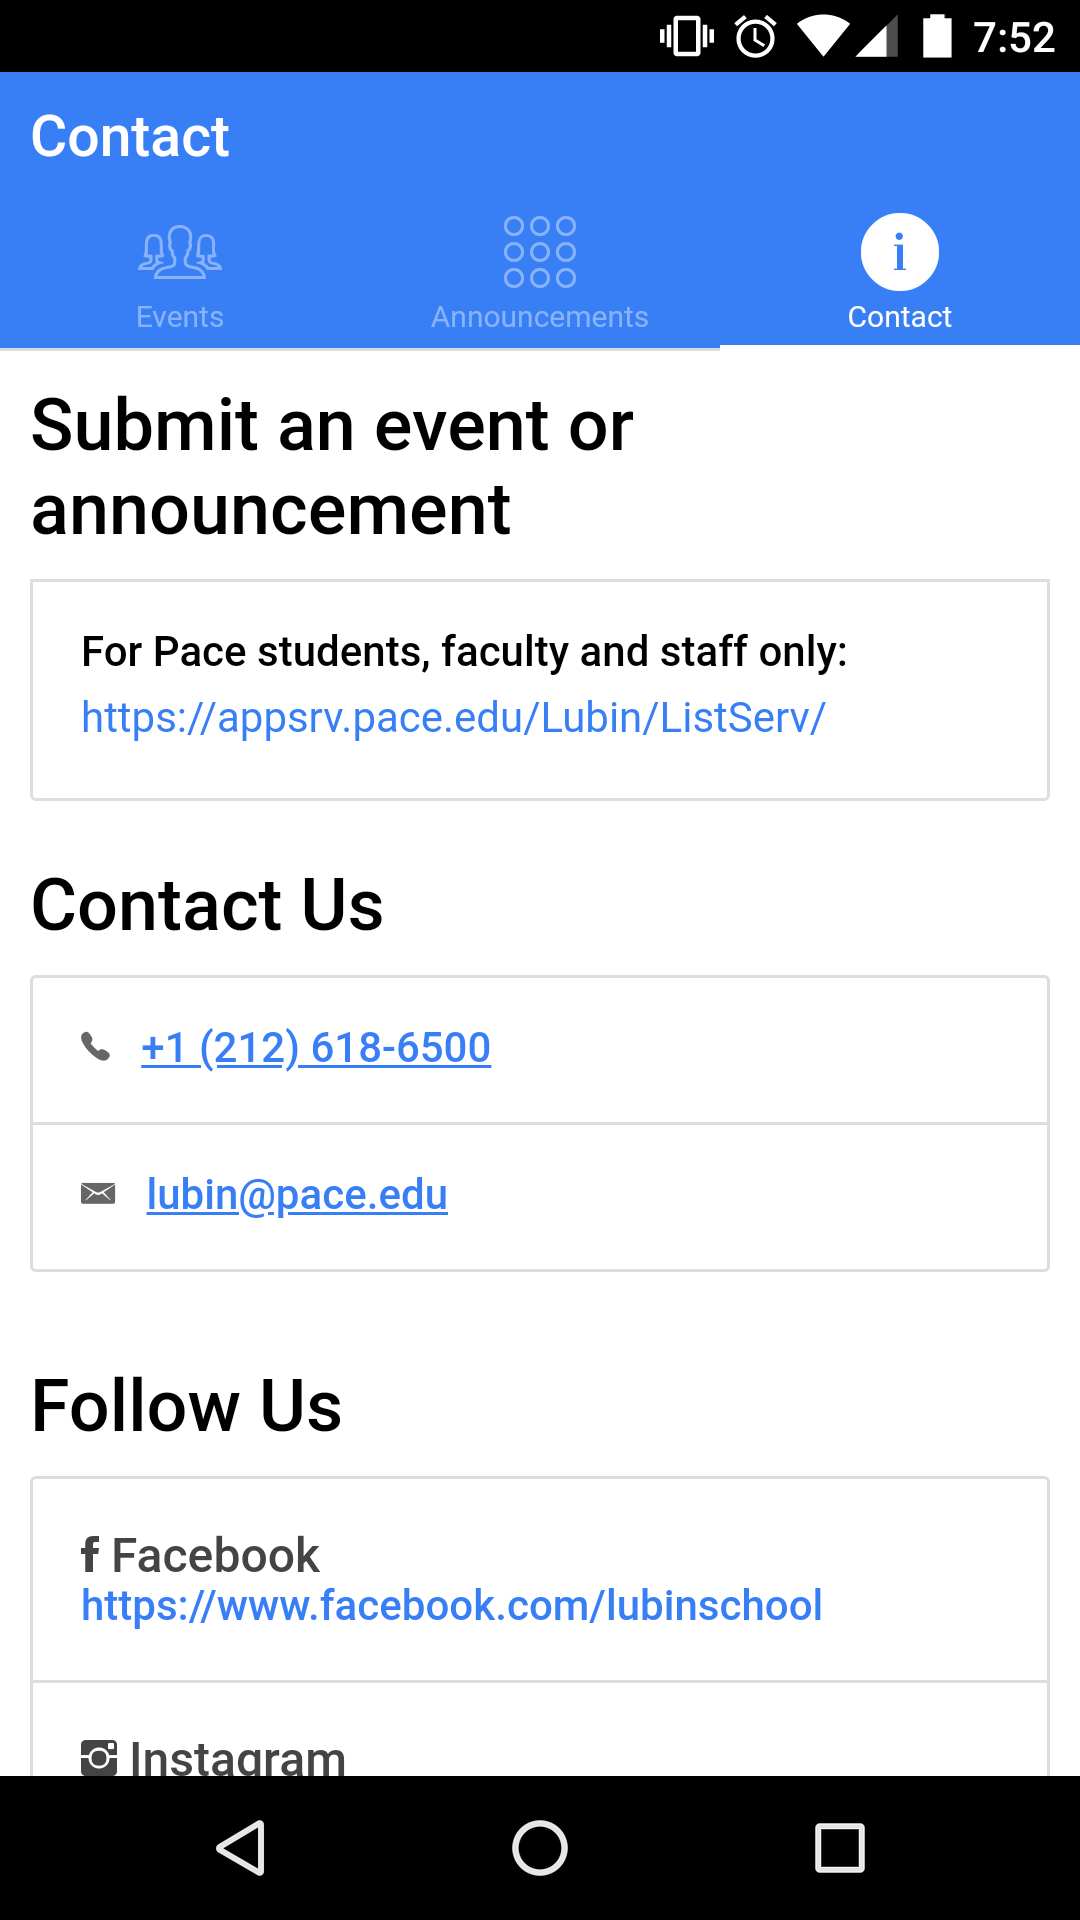 7:52
Contact
Events
Announcements
i
Contact
Submit an event or
announcement
For Pace students, faculty and staff only:
https://appsrv.pace.edu/Lubin/ListServ/
Contact Us
+1 (212) 618-6500
lubin@pace.edu
Follow Us
f Facebook
https://www.facebook.com/lubinschool
Instagram